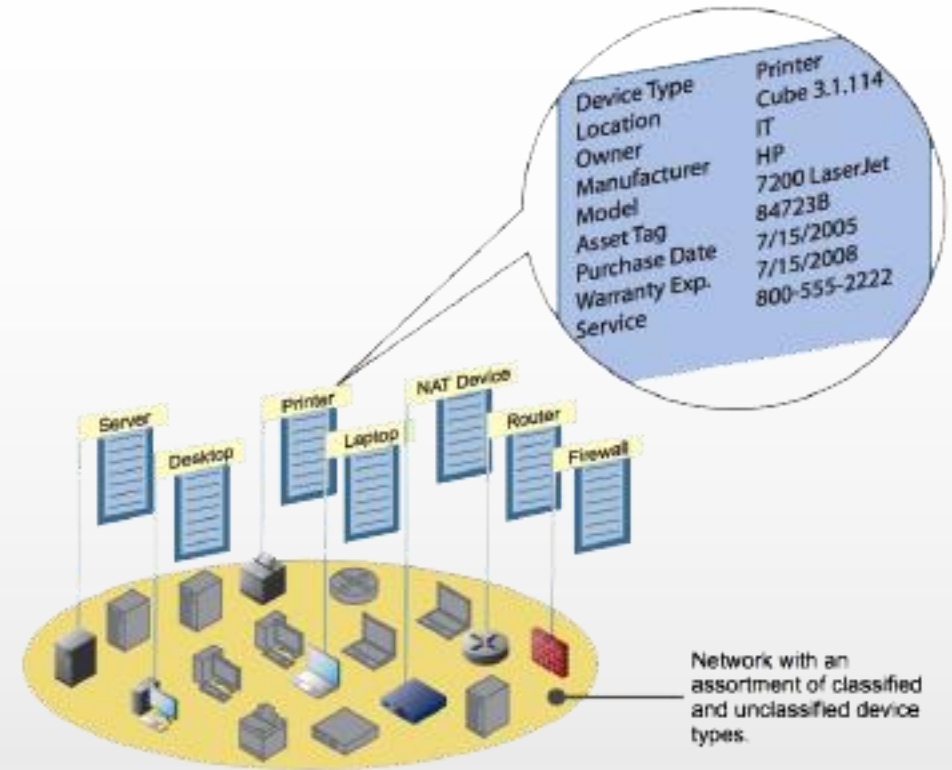 Device Type Printer
Location Cube 3.1.114
Owner IT
Manufacturer HP
Model 7200 LaserJet
Asset Tag 84723B
Purchase Date 7/15/2005
Warranty Exp. 7/15/2008
Service 800-555-2222
Server
Desktop
Printer
Laptop
NAT Device
Router
Firewall
Network with an
assortment of classified
and unclassified device
types.